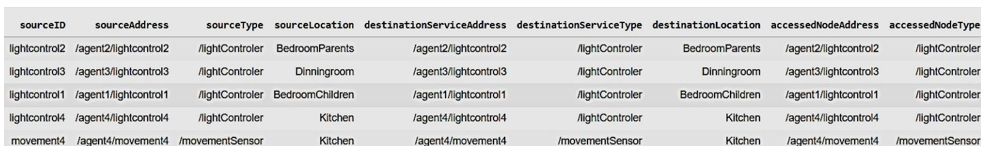 sourceID sourceAddress sourceType sourceLocation destinationServiceAddress destinationServiceType destinationLocation accessedNodeAddress accessedNodeType
lightcontrol2 /agent2/lightcontrol2 /lightControler BedroomParents /agent2/lightcontrol2 /lightControler BedroomParents /agent2/lightcontrol2 /lightControler
lightcontrol3 /agent3/lightcontrol3 /lightControler Dinningroom /agent3/lightcontrol3 /lightControler Dinningroom /agent3/lightcontrol3 /lightControler
lightcontrol1 /agent1/lightcontrol1 /lightControler BedroomChildren /agent1/lightcontrol1 /lightControler BedroomChildren /agent1/lightcontrol1 /lightControler
lightcontrol4 /agent4/lightcontrol4 /lightControler Kitchen /agent4/lightcontrol4 /lightControler Kitchen /agent4/lightcontrol4 /lightControler
movement4 /agent4/movement4 /movementSensor Kitchen /agent4/movement4 /movementSensor Kitchen /agent4/movement4 /movementSensor